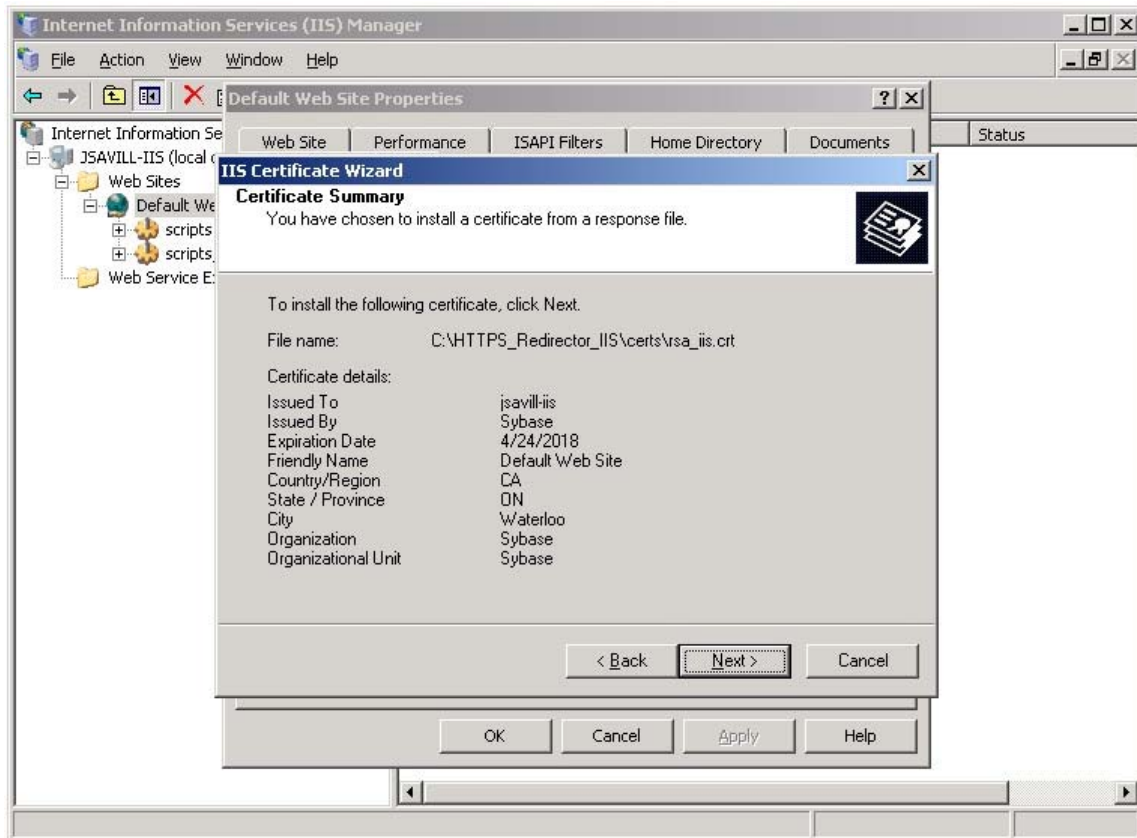 Internet Information Services (IIS) Manager
File Action View Window Help
Default Web Site Properties
Internet Information Se
JSAVILL-IIS (local c
Web Sites
Default We
scripts
scripts_
Web Service E
Web Site Performance ISAPI Filters Home Directory Documents
Status
IIS Certificate Wizard
Certificate Summary
You have chosen to install a certificate from a response file.
To install the following certificate, click Next.
File name: C:\HTTPS_Redirector_IIS\certs\rsa_iis.crt
Certificate details:
Issued To jsavill-iis
Issued By Sybase
Expiration Date 4/24/2018
Friendly Name Default Web Site
Country/Region CA
State / Province ON
City Waterloo
Organization Sybase
Organizational Unit Sybase
< Back Next > Cancel
OK Cancel Apply Help